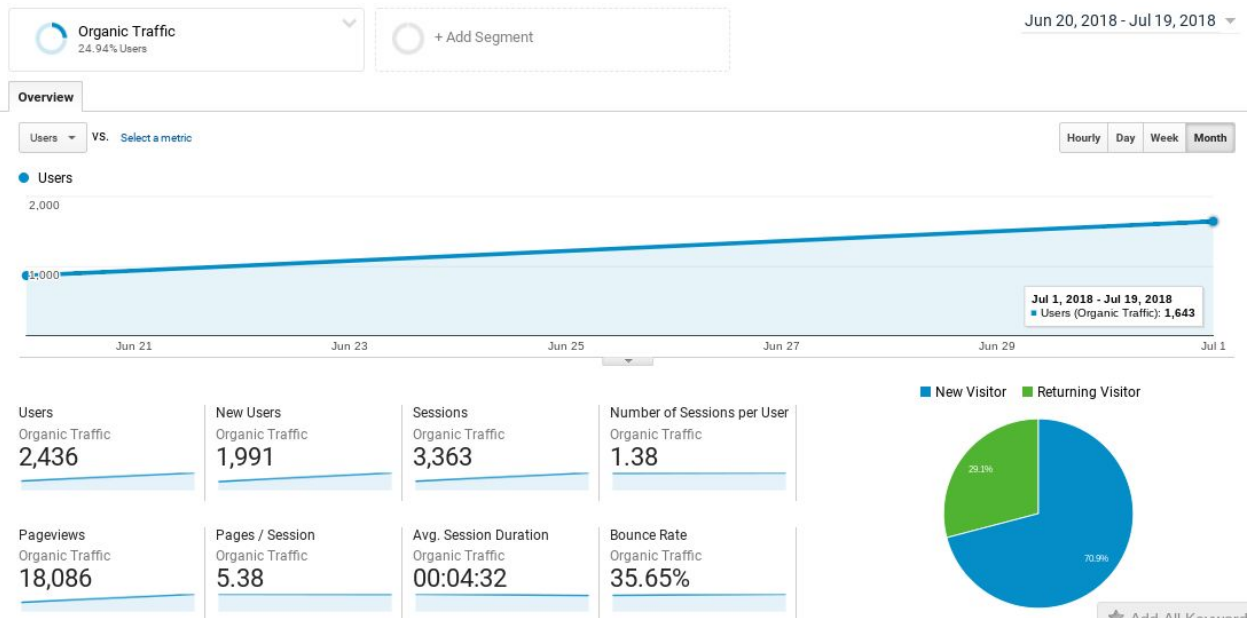 Organic Traffic
24.94% Users
+ Add Segment
Jun 20, 2018 - Jul 19, 2018
Overview
Users VS. Select a metric
Hourly Day Week Month
Users
2,000
1,000
Jul 1, 2018 - Jul 19, 2018
Users (Organic Traffic): 1,643
Jun 21 Jun 23 Jun 25 Jun 27 Jun 29 Jul 1
New Visitor Returning Visitor
Users New Users Sessions Number of Sessions per User
Organic Traffic Organic Traffic Organic Traffic Organic Traffic
2,436 1,991 3,363 1.38
29.1%
Pageviews Pages / Session Avg. Session Duration Bounce Rate
Organic Traffic Organic Traffic Organic Traffic Organic Traffic
70.9%
18,086 5.38 00:04:32 35.65%
Add All Keyword